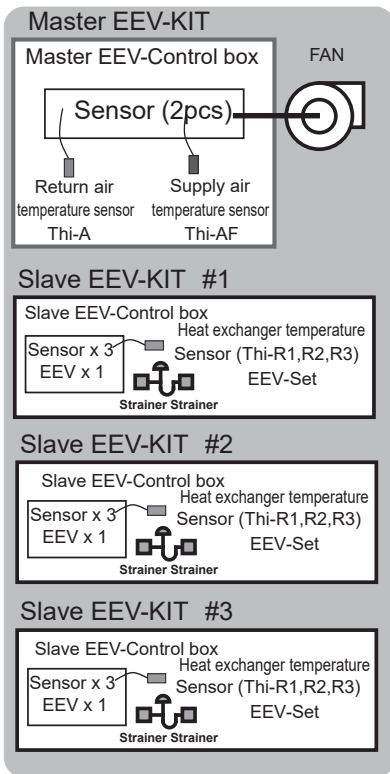 Master EEV-KIT
Master EEV-Control box
FAN
Sensor (2pcs)
Return air
temperature sensor
Thi-A
Supply air
temperature sensor
Thi-AF
Slave EEV-KIT #1
Slave EEV-Control box
Heat exchanger temperature
Sensor x 3
EEV x 1
Sensor (Thi-R1,R2,R3)
EEV-Set
Strainer Strainer
Slave EEV-KIT #2
Slave EEV-Control box
Heat exchanger temperature
Sensor x 3
EEV x 1
Sensor (Thi-R1,R2,R3)
EEV-Set
Strainer Strainer
Slave EEV-KIT #3
Slave EEV-Control box
Heat exchanger temperature
Sensor x 3
EEV x 1
Sensor (Thi-R1,R2,R3)
EEV-Set
Strainer Strainer